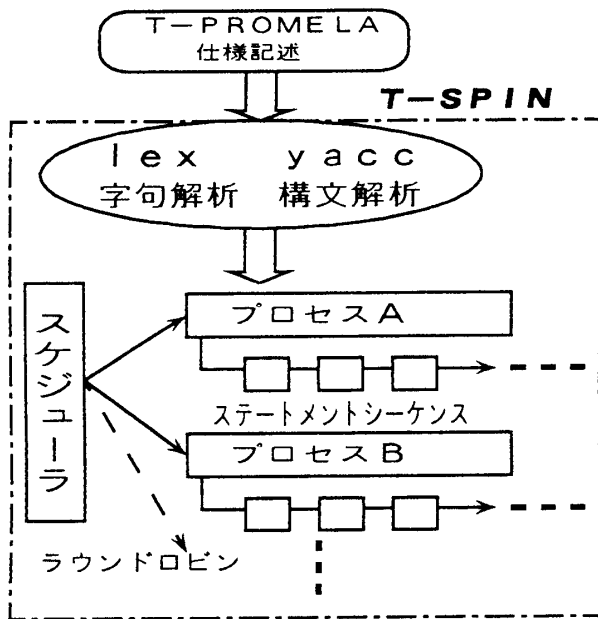 T-PROMELA
仕様記述
T-SPIN
lex yacc
字句解析 構文解析
スケジューラ
プロセスA
ステートメントシーケンス
プロセスB
ラウンドロビン